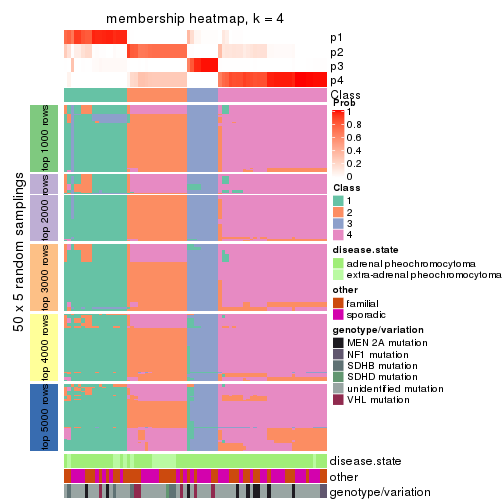 membership heatmap, k = 4
p1
p2
p3
p4
Class
Prob
1
0.8
0.6
0.4
0.2
0
Class
1
2
3
4
disease.state
adrenal pheochromocytoma
extra-adrenal pheochromocytoma
other
familial
sporadic
genotype/variation
MEN 2A mutation
NF1 mutation
SDHB mutation
SDHD mutation
unidentified mutation
VHL mutation
50 x 5 random samplings
top 1000 rows
top 2000 rows
top 3000 rows
top 4000 rows
top 5000 rows
disease.state
other
genotype/variation